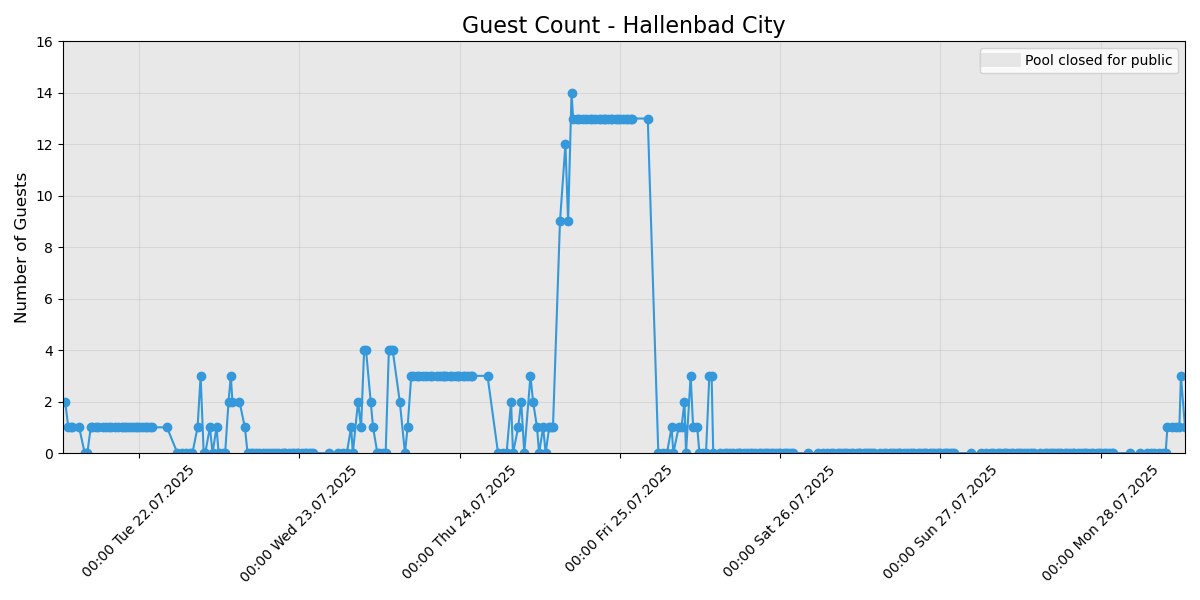 Guest Count - Hallenbad City
Pool closed for public
Number of Guests
16
14
12
10
8
6
4
2
0
00:00 Tue 22.07.2025
00:00 Wed 23.07.2025
00:00 Thu 24.07.2025
00:00 Fri 25.07.2025
00:00 Sat 26.07.2025
00:00 Sun 27.07.2025
00:00 Mon 28.07.2025